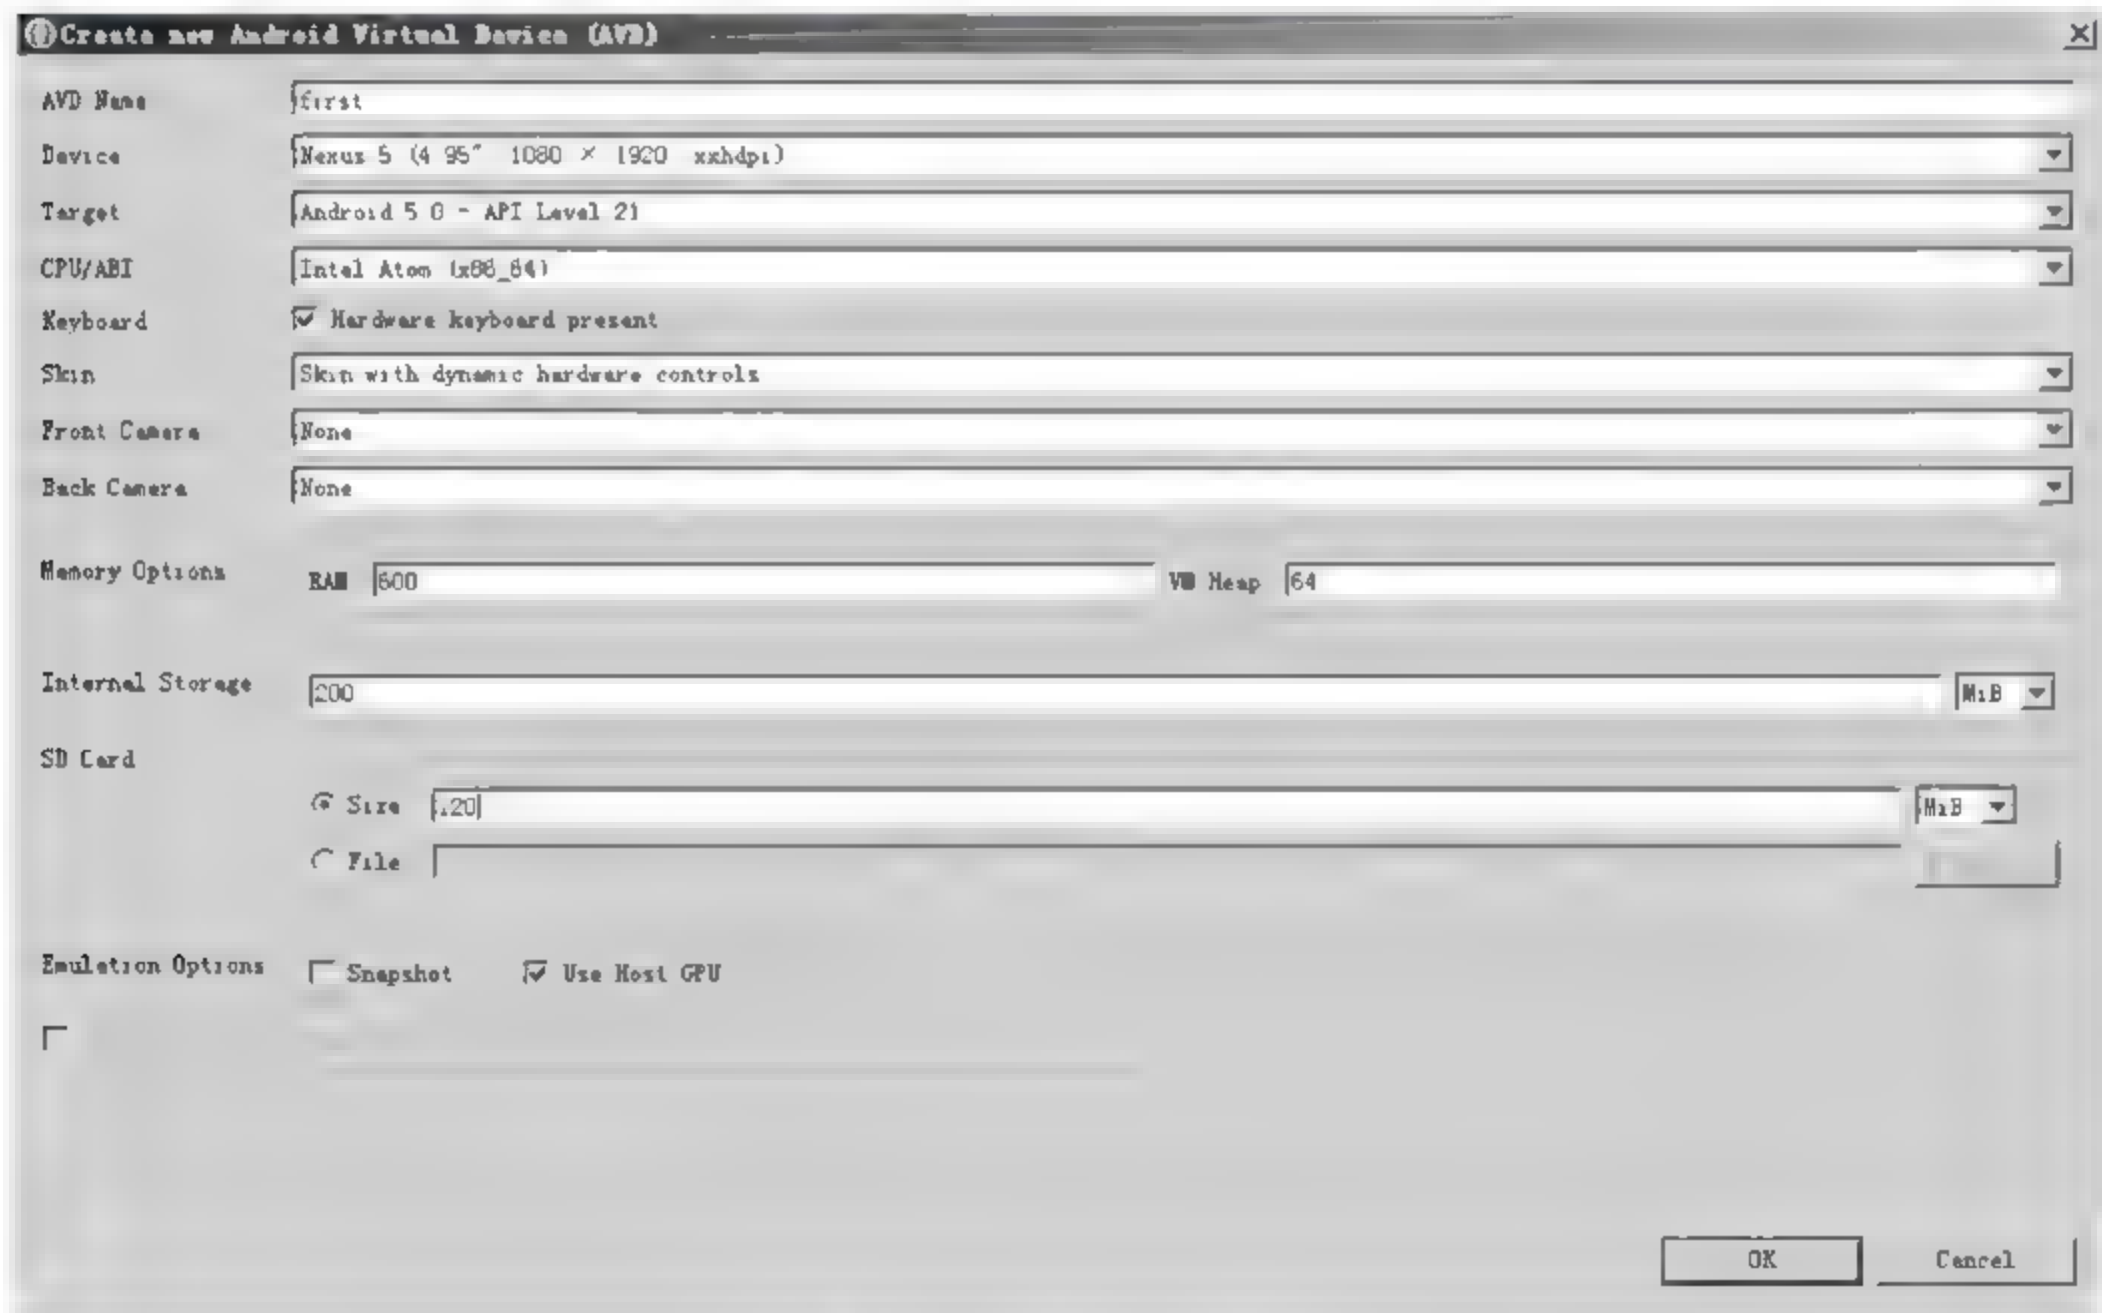 Create new Android Virtual Device (AVD)
AVD Name first
Device Nexus 5 (4 95" 1080 × 1920 xxhdpi)
Target Android 5 0 - API Level 21
CPU/ABI Intel Atom (x86_64)
Keyboard Hardware keyboard present
Skin Skin with dynamic hardware controls
Front Camera None
Back Camera None
Memory Options RAM 600 VM Heap 64
Internal Storage 200 MiB
SD Card
Size MiB
File
Emulation Options Snapshot Use Host GPU
OK Cancel